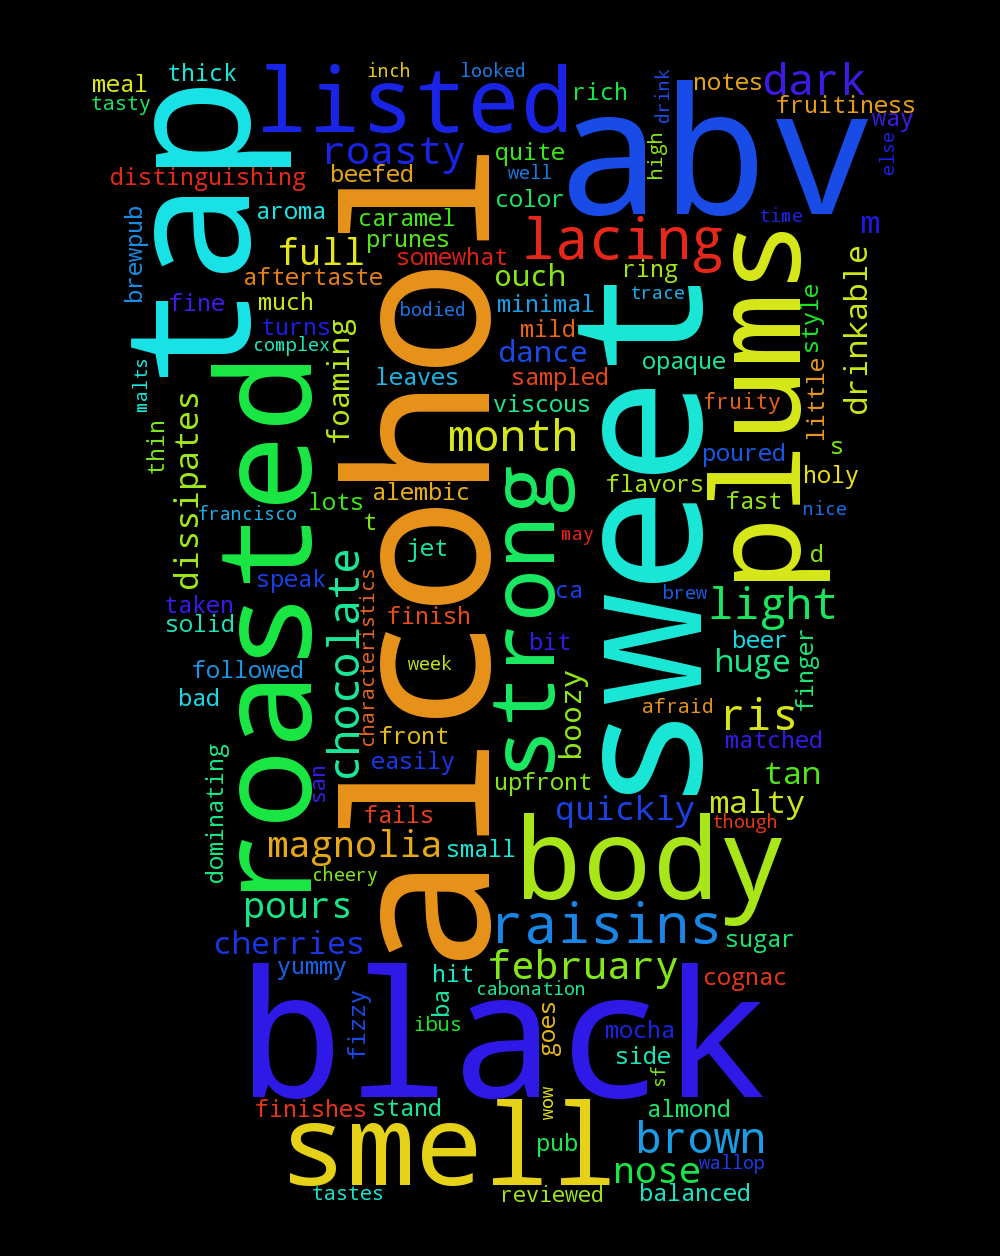 inch
looked
thick
meal
tasty
listed
rich
drink
notes
dark
fruitiness
way
else
tap
abv
roasty
beefed
quite
well
high
distinguishing
color
aroma
caramel
prunes
lacing
time
m
brewpub
full
somewhat
aftertaste
ouch
ring
plums
drinkable
fine
much
bodied
minimal
trace
style
turns
mild
complex
foaming
dance
opaque
malts
leaves
sampled
alcohol
sweet
roasted
viscous
fruity
little
thin
dissipates
month
poured
s
alembic
flavors
holy
lots
fast
nice
francisco
t
strong
may
jet
d
chocolate
speak
characteristics
ca
brew
taken
finish
light
solid
bit
beer
followed
week
huge
finger
bad
boozy
afraid
ris
front
matched
dominating
san
easily
upfront
tan
fails
quickly
malty
though
magnolia
small
body
cheery
pours
raisins
cherries
sugar
yummy
hit
february
cognac
cabonation
black
fizzy
ba
ibus
goes
mocha
side
sf
finishes
stand
wow
almond
smell
pub
brown
nose
wallop
tastes
reviewed
balanced